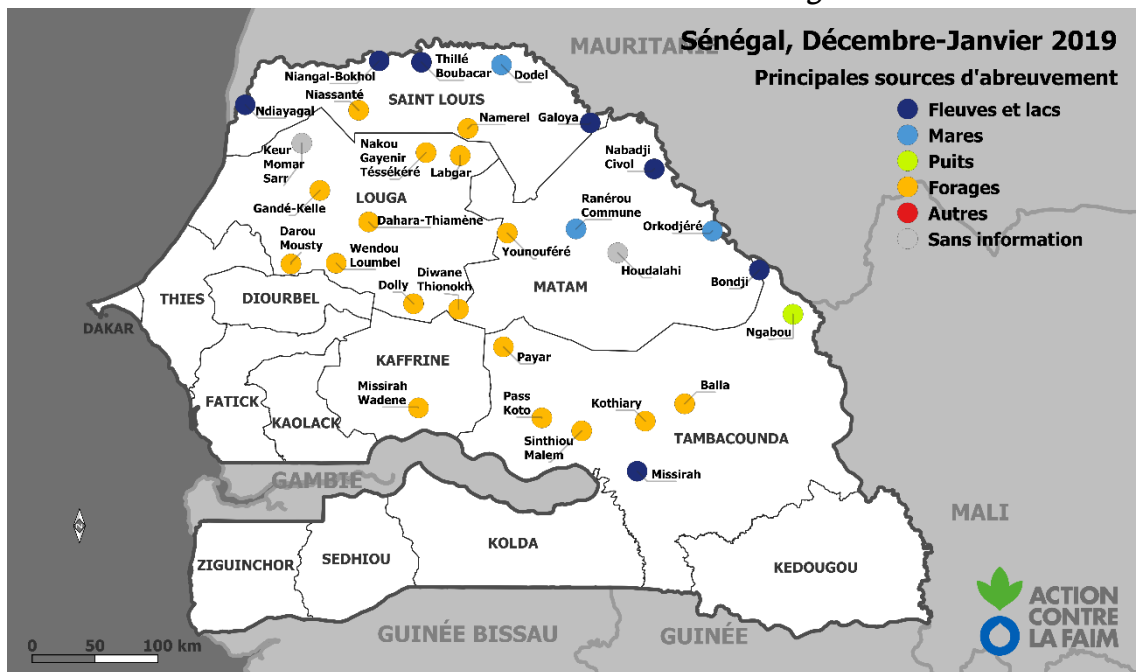 MAURITANIE
Sénégal, Décembre-Janvier 2019
Principales sources d'abreuvement
Fleuves et lacs
Mares
Puits
Forages
Autres
Sans information
Niangal-Bokhol
Thillé
Boubacar
Dodel
Niassanté
SAINT LOUIS
Ndiayagal
Namerel
Galoya
Keur
Momar
Sarr
Nakou
Gayenir
Téssékéré
Labgar
Nabadji
Civol
Gandé-Kelle
LOUGA
Ranérou
Commune
Dahara-Thiamène
Orkodjéré
Darou
Mousty
Wendou
Loumbel
Younouféré
Houdalahi
Diwane
Thionokh
Dolly
MATAM
Bondji
THIES
DIOURBEL
Ngabou
DAKAR
KAFFRINE
Payar
Missirah
Wadene
Balla
FATICK
KAOLACK
Pass
Koto
Kothiary
Sinthiou
Malem
TAMBACOUNDA
Missirah
GAMBIE
MALI
KOLDA
SEDHIOU
ZIGUINCHOR
KEDOUGOU
ACTION
CONTRE
LA FAIM
GUINÉE BISSAU
GUINÉE
0 50 100 km